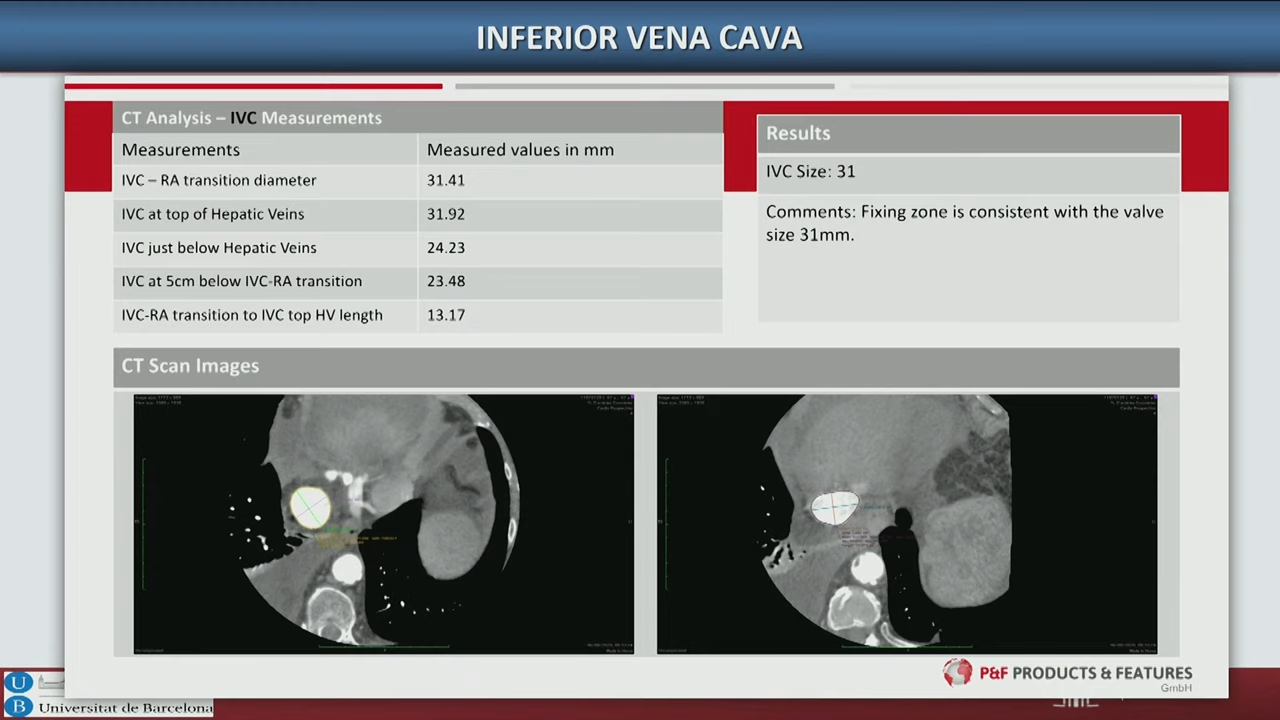 INFERIOR VENA CAVA
CT Analysis – IVC Measurements
Measurements Measured values in mm
IVC – RA transition diameter 31.41
IVC at top of Hepatic Veins 31.92
IVC just below Hepatic Veins 24.23
IVC at 5cm below IVC-RA transition 23.48
IVC-RA transition to IVC top HV length 13.17
Results
IVC Size: 31
Comments: Fixing zone is consistent with the valve
size 31mm.
CT Scan Images
P&F PRODUCTS & FEATURES
GmbH
U
B
Universitat de Barcelona